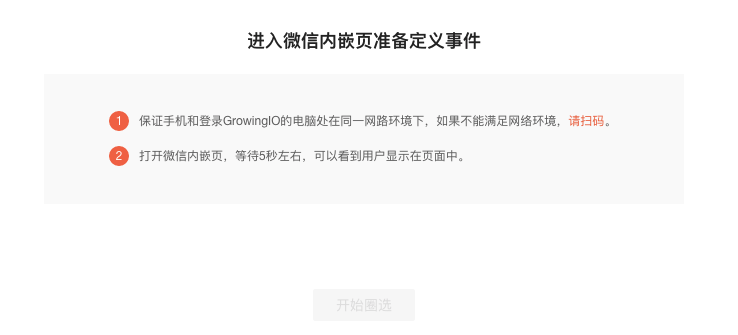 进入微信内嵌页准备定义事件
1 保证手机和登录GrowingIO的电脑处在同一网路环境下，如果不能满足网络环境，请扫码。
2 打开微信内嵌页，等待5秒左右，可以看到用户显示在页面中。
开始圈选